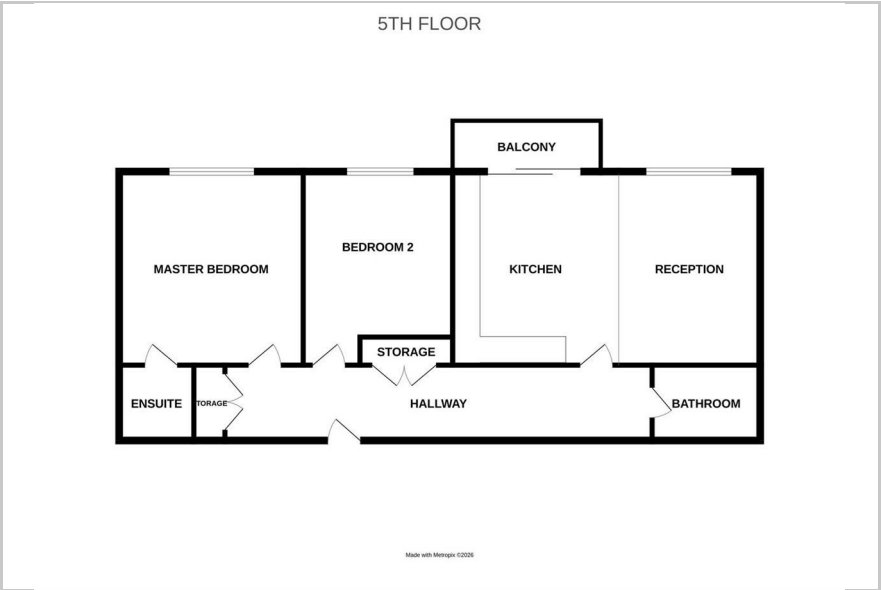 5TH FLOOR
BALCONY
MASTER BEDROOM
BEDROOM 2
KITCHEN
RECEPTION
STORAGE
ENSUITE
TORAGE
HALLWAY
BATHROOM
Made with Metropix ©2026